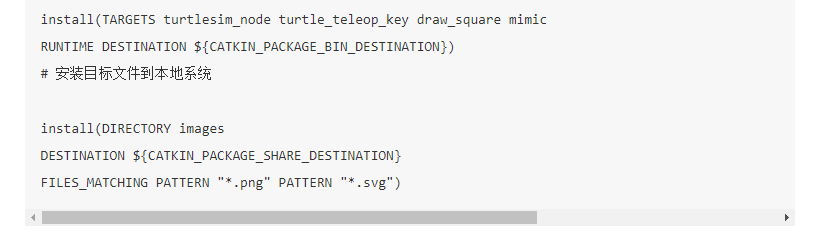 install(TARGETS turtlesim_node turtle_teleop_key draw_square mimic
RUNTIME DESTINATION ${CATKIN_PACKAGE_BIN_DESTINATION})
# 安装目标文件到本地系统
install(DIRECTORY images
DESTINATION ${CATKIN_PACKAGE_SHARE_DESTINATION}
FILES_MATCHING PATTERN "*.png" PATTERN "*.svg")